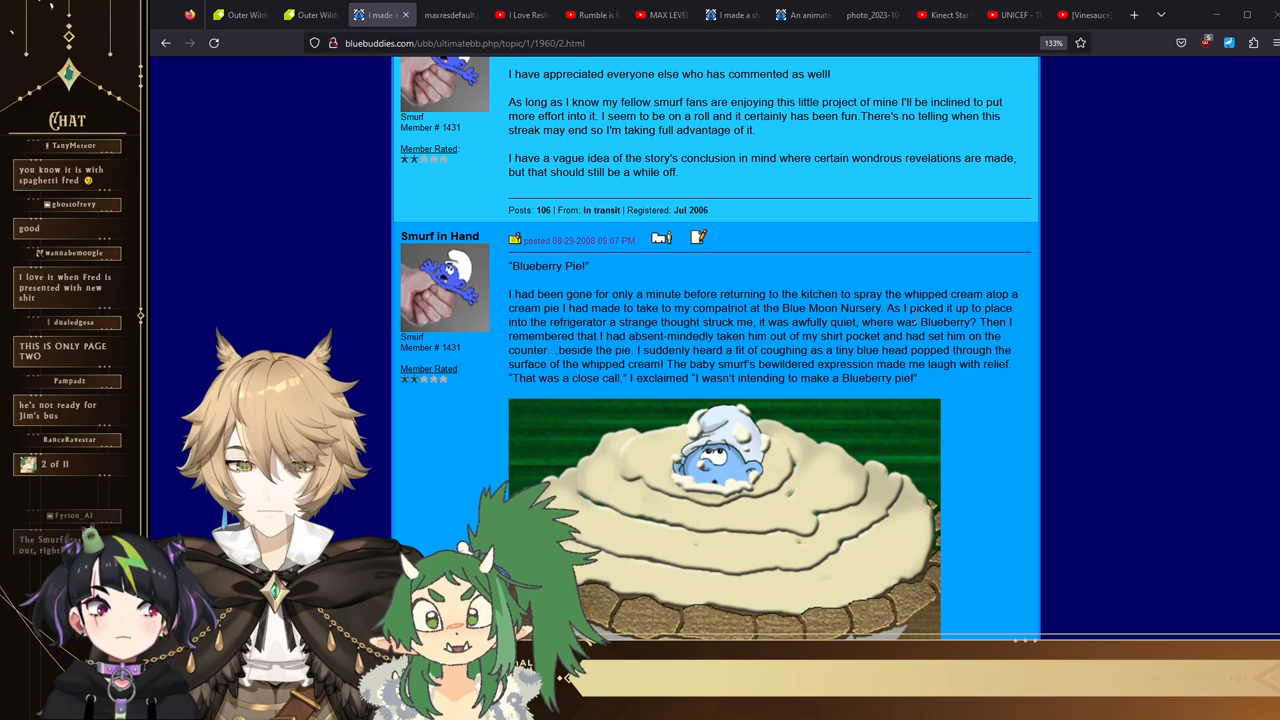 Outer Wilds
Outer Wilds
I made a
maxresdefault.j
I Love Resh
Rumble is B
MAX LEVEL
I made a sh
An animate
photo_2023-10-
Kinect Star
UNICEF - T
[Vinesauce]
bluebuddies.com/ubb/ultimatebb.php/topic/1/1960/2.html
133%
5
Chat
TanyMeteor
you know it is with
spaghetti fred
ghostofrevy
good
wannabemoogle
I love it when Fred is
presented with new
shit
dualedgesa
THIS IS ONLY PAGE
TWO
Pampadz
he's not ready for
Jim's bus
RanceRavestar
2 of 11
Fyrion_AI
The Smurf
out, right
Smurf
Member # 1431
Member Rated:
I have appreciated everyone else who has commented as well!
As long as I know my fellow smurf fans are enjoying this little project of mine I'll be inclined to put
more effort into it. I seem to be on a roll and it certainly has been fun.There's no telling when this
streak may end so I'm taking full advantage of it.
I have a vague idea of the story's conclusion in mind where certain wondrous revelations are made,
but that should still be a while off.
Posts: 106 | From: In transit | Registered: Jul 2006
Smurf in Hand
posted 08-29-2008 09:07 PM
Smurf
Member # 1431
Member Rated:
"Blueberry Pie!"
I had been gone for only a minute before returning to the kitchen to spray the whipped cream atop a
cream pie I had made to take to my compatriot at the Blue Moon Nursery. As I picked it up to place
into the refrigerator a strange thought struck me, it was awfully quiet, where was Blueberry? Then I
remembered that I had absent-mindedly taken him out of my shirt pocket and had set him on the
counter…beside the pie. I suddenly heard a fit of coughing as a tiny blue head popped through the
surface of the whipped cream! The baby smurf's bewildered expression made me laugh with relief.
"That was a close call," I exclaimed "I wasn't intending to make a Blueberry pie!"